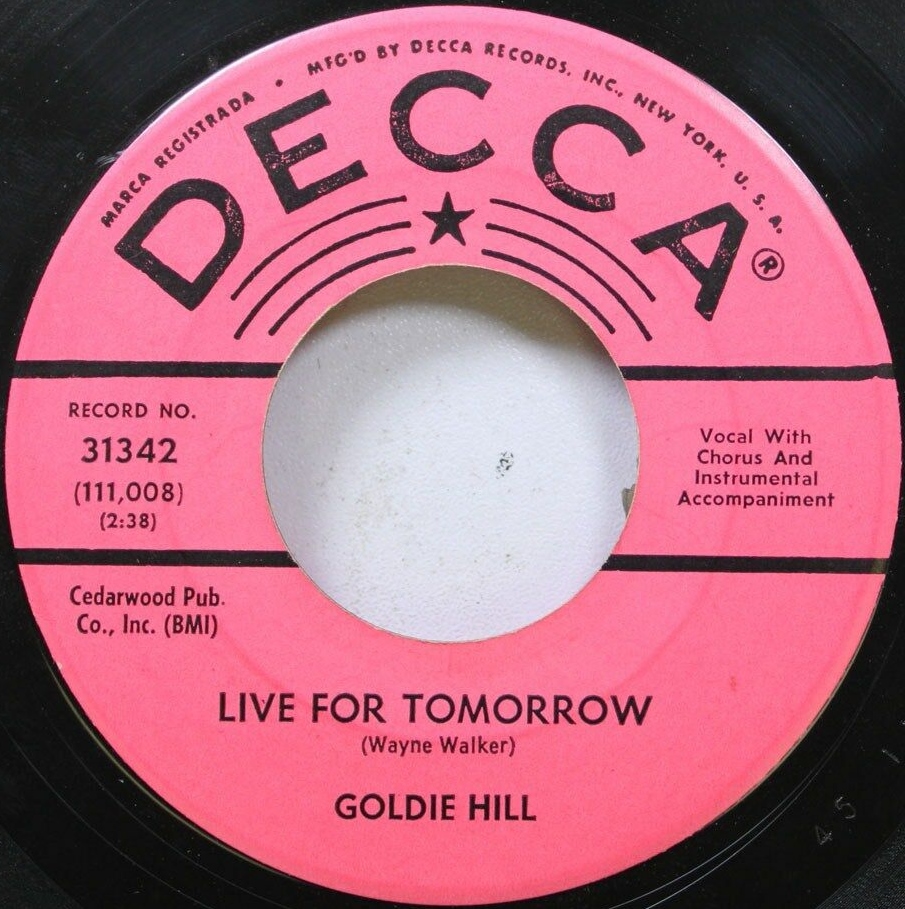 MARCA REGISTRADA • MFG'D BY DECCA RECORDS, INC., NEW YORK, U. S. A.
DECCA®
RECORD NO.
31342
(111,008)
(2:38)
Vocal With
Chorus And
Instrumental
Accompaniment
Cedarwood Pub.
Co., Inc. (BMI)
LIVE FOR TOMORROW
(Wayne Walker)
GOLDIE HILL
45